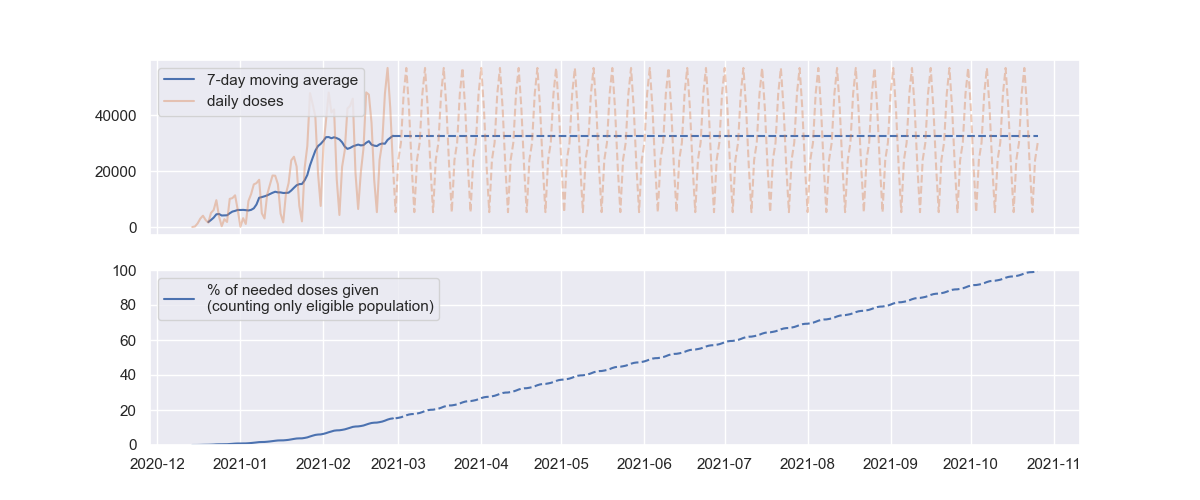 7-day moving average
daily doses
40000
20000
0
100
% of needed doses given
(counting only eligible population)
80
60
40
20
0
2020-12 2021-01 2021-02 2021-03 2021-04 2021-05 2021-06 2021-07 2021-08 2021-09 2021-10 2021-11